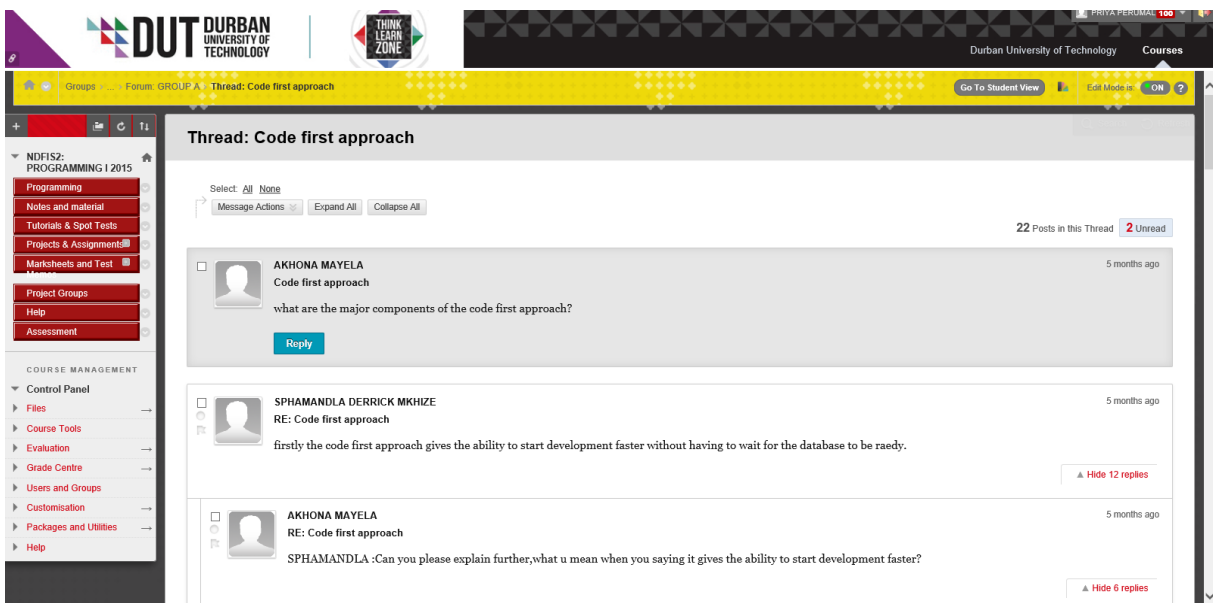 PRIYA PERUMAL 100
DUT DURBAN
UNIVERSITY OF
TECHNOLOGY
THINK
LEARN
ZONE
Durban University of Technology Courses
Groups > ... > Forum: GROUP A > Thread: Code first approach
Go To Student View Edit Mode is: ON ?
NDFIS2:
PROGRAMMING I 2015
Programming
Notes and material
Tutorials & Spot Tests
Projects & Assignments
Marksheets and Test
Project Groups
Help
Assessment
COURSE MANAGEMENT
Control Panel
Files
Course Tools
Evaluation
Grade Centre
Users and Groups
Customisation
Packages and Utilities
Help
Thread: Code first approach
Select: All None
Message Actions Expand All Collapse All
22 Posts in this Thread 2 Unread
AKHONA MAYELA 5 months ago
Code first approach
what are the major components of the code first approach?
Reply
SPHAMANDLA DERRICK MKHIZE 5 months ago
RE: Code first approach
firstly the code first approach gives the ability to start development faster without having to wait for the database to be raedy.
Hide 12 replies
AKHONA MAYELA 5 months ago
RE: Code first approach
SPHAMANDLA :Can you please explain further,what u mean when you saying it gives the ability to start development faster?
Hide 6 replies